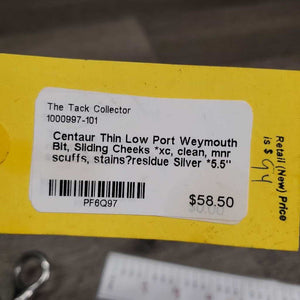 The Tack Collector
1000997-101
Centaur Thin Low Port Weymouth
Bit, Sliding Cheeks *xc, clean, mnr
scuffs, stains?residue Silver *5.5"
PF6Q97
$58.50
Retail (New) Price
is $ 94